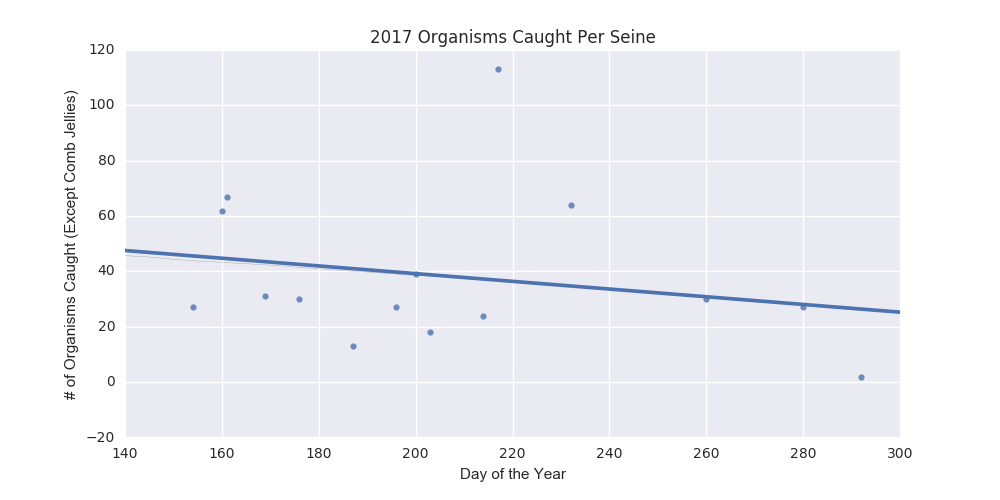 2017 Organisms Caught Per Seine
120
100
80
60
40
20
0
−20
# of Organisms Caught (Except Comb Jellies)
140 160 180 200 220 240 260 280 300
Day of the Year